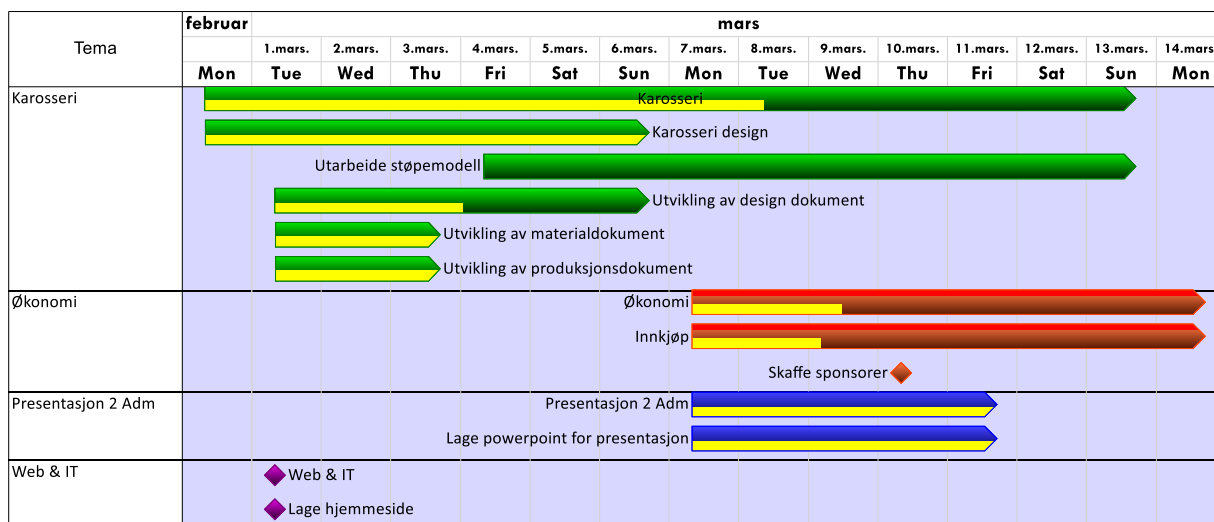 februar mars
Tema
1.mars. 2.mars. 3.mars. 4.mars. 5.mars. 6.mars. 7.mars. 8.mars. 9.mars. 10.mars. 11.mars. 12.mars. 13.mars. 14.mars
Mon Tue Wed Thu Fri Sat Sun Mon Tue Wed Thu Fri Sat Sun Mon
Karosseri Karosseri
Karosseri design
Utarbeide støpemodell
Utvikling av design dokument
Utvikling av materialdokument
Utvikling av produksjonsdokument
Økonomi Økonomi
Innkjøp
Skaffe sponsorer
Presentasjon 2 Adm Presentasjon 2 Adm
Lage powerpoint for presentasjon
Web & IT Web & IT
Lage hjemmeside